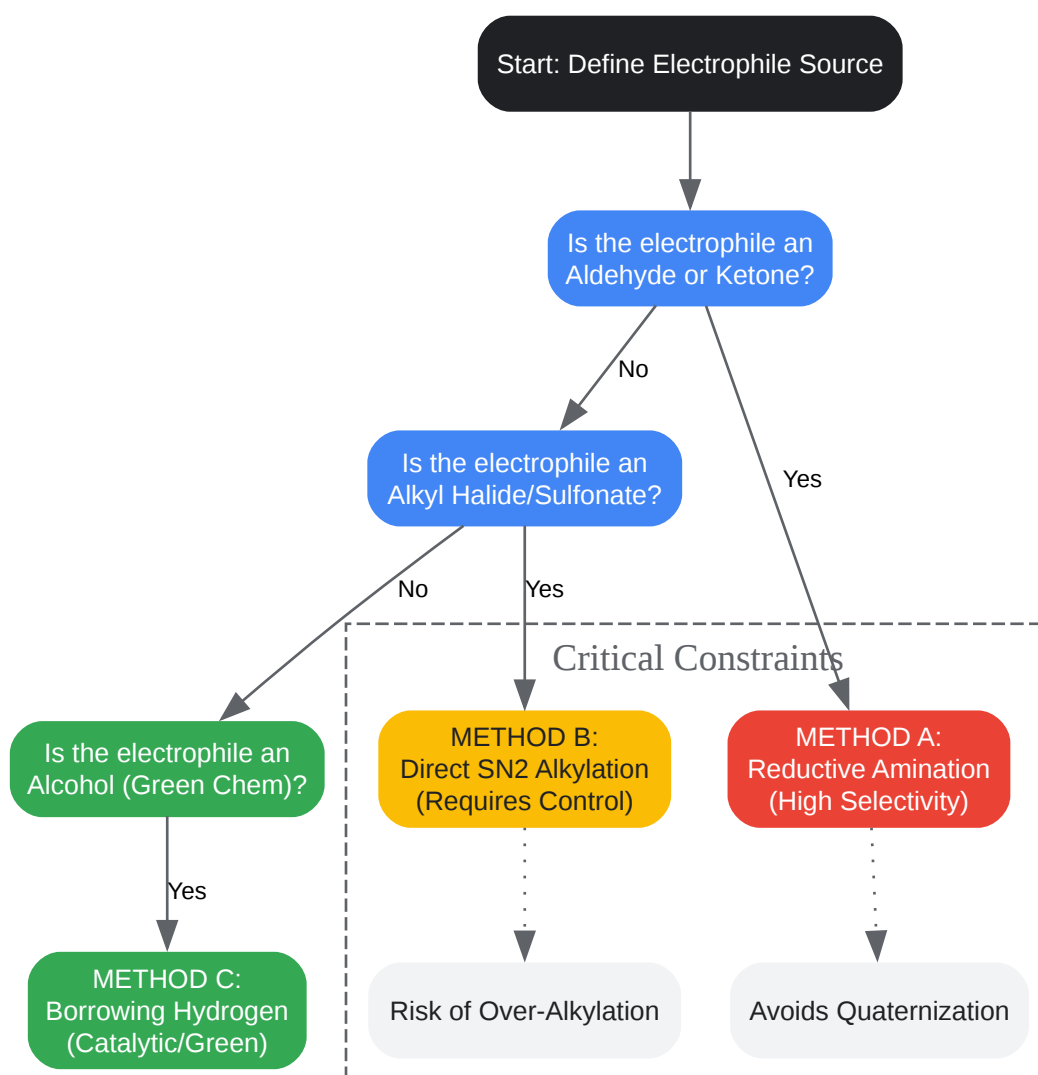 Start: Define Electrophile Source
Is the electrophile an
Aldehyde or Ketone?
No
Is the electrophile an
Alkyl Halide/Sulfonate?
Yes
No
Yes
Critical Constraints
Is the electrophile an
Alcohol (Green Chem)?
METHOD B:
Direct SN2 Alkylation
(Requires Control)
METHOD A:
Reductive Amination
(High Selectivity)
Yes
METHOD C:
Borrowing Hydrogen
(Catalytic/Green)
Risk of Over-Alkylation
Avoids Quaternization